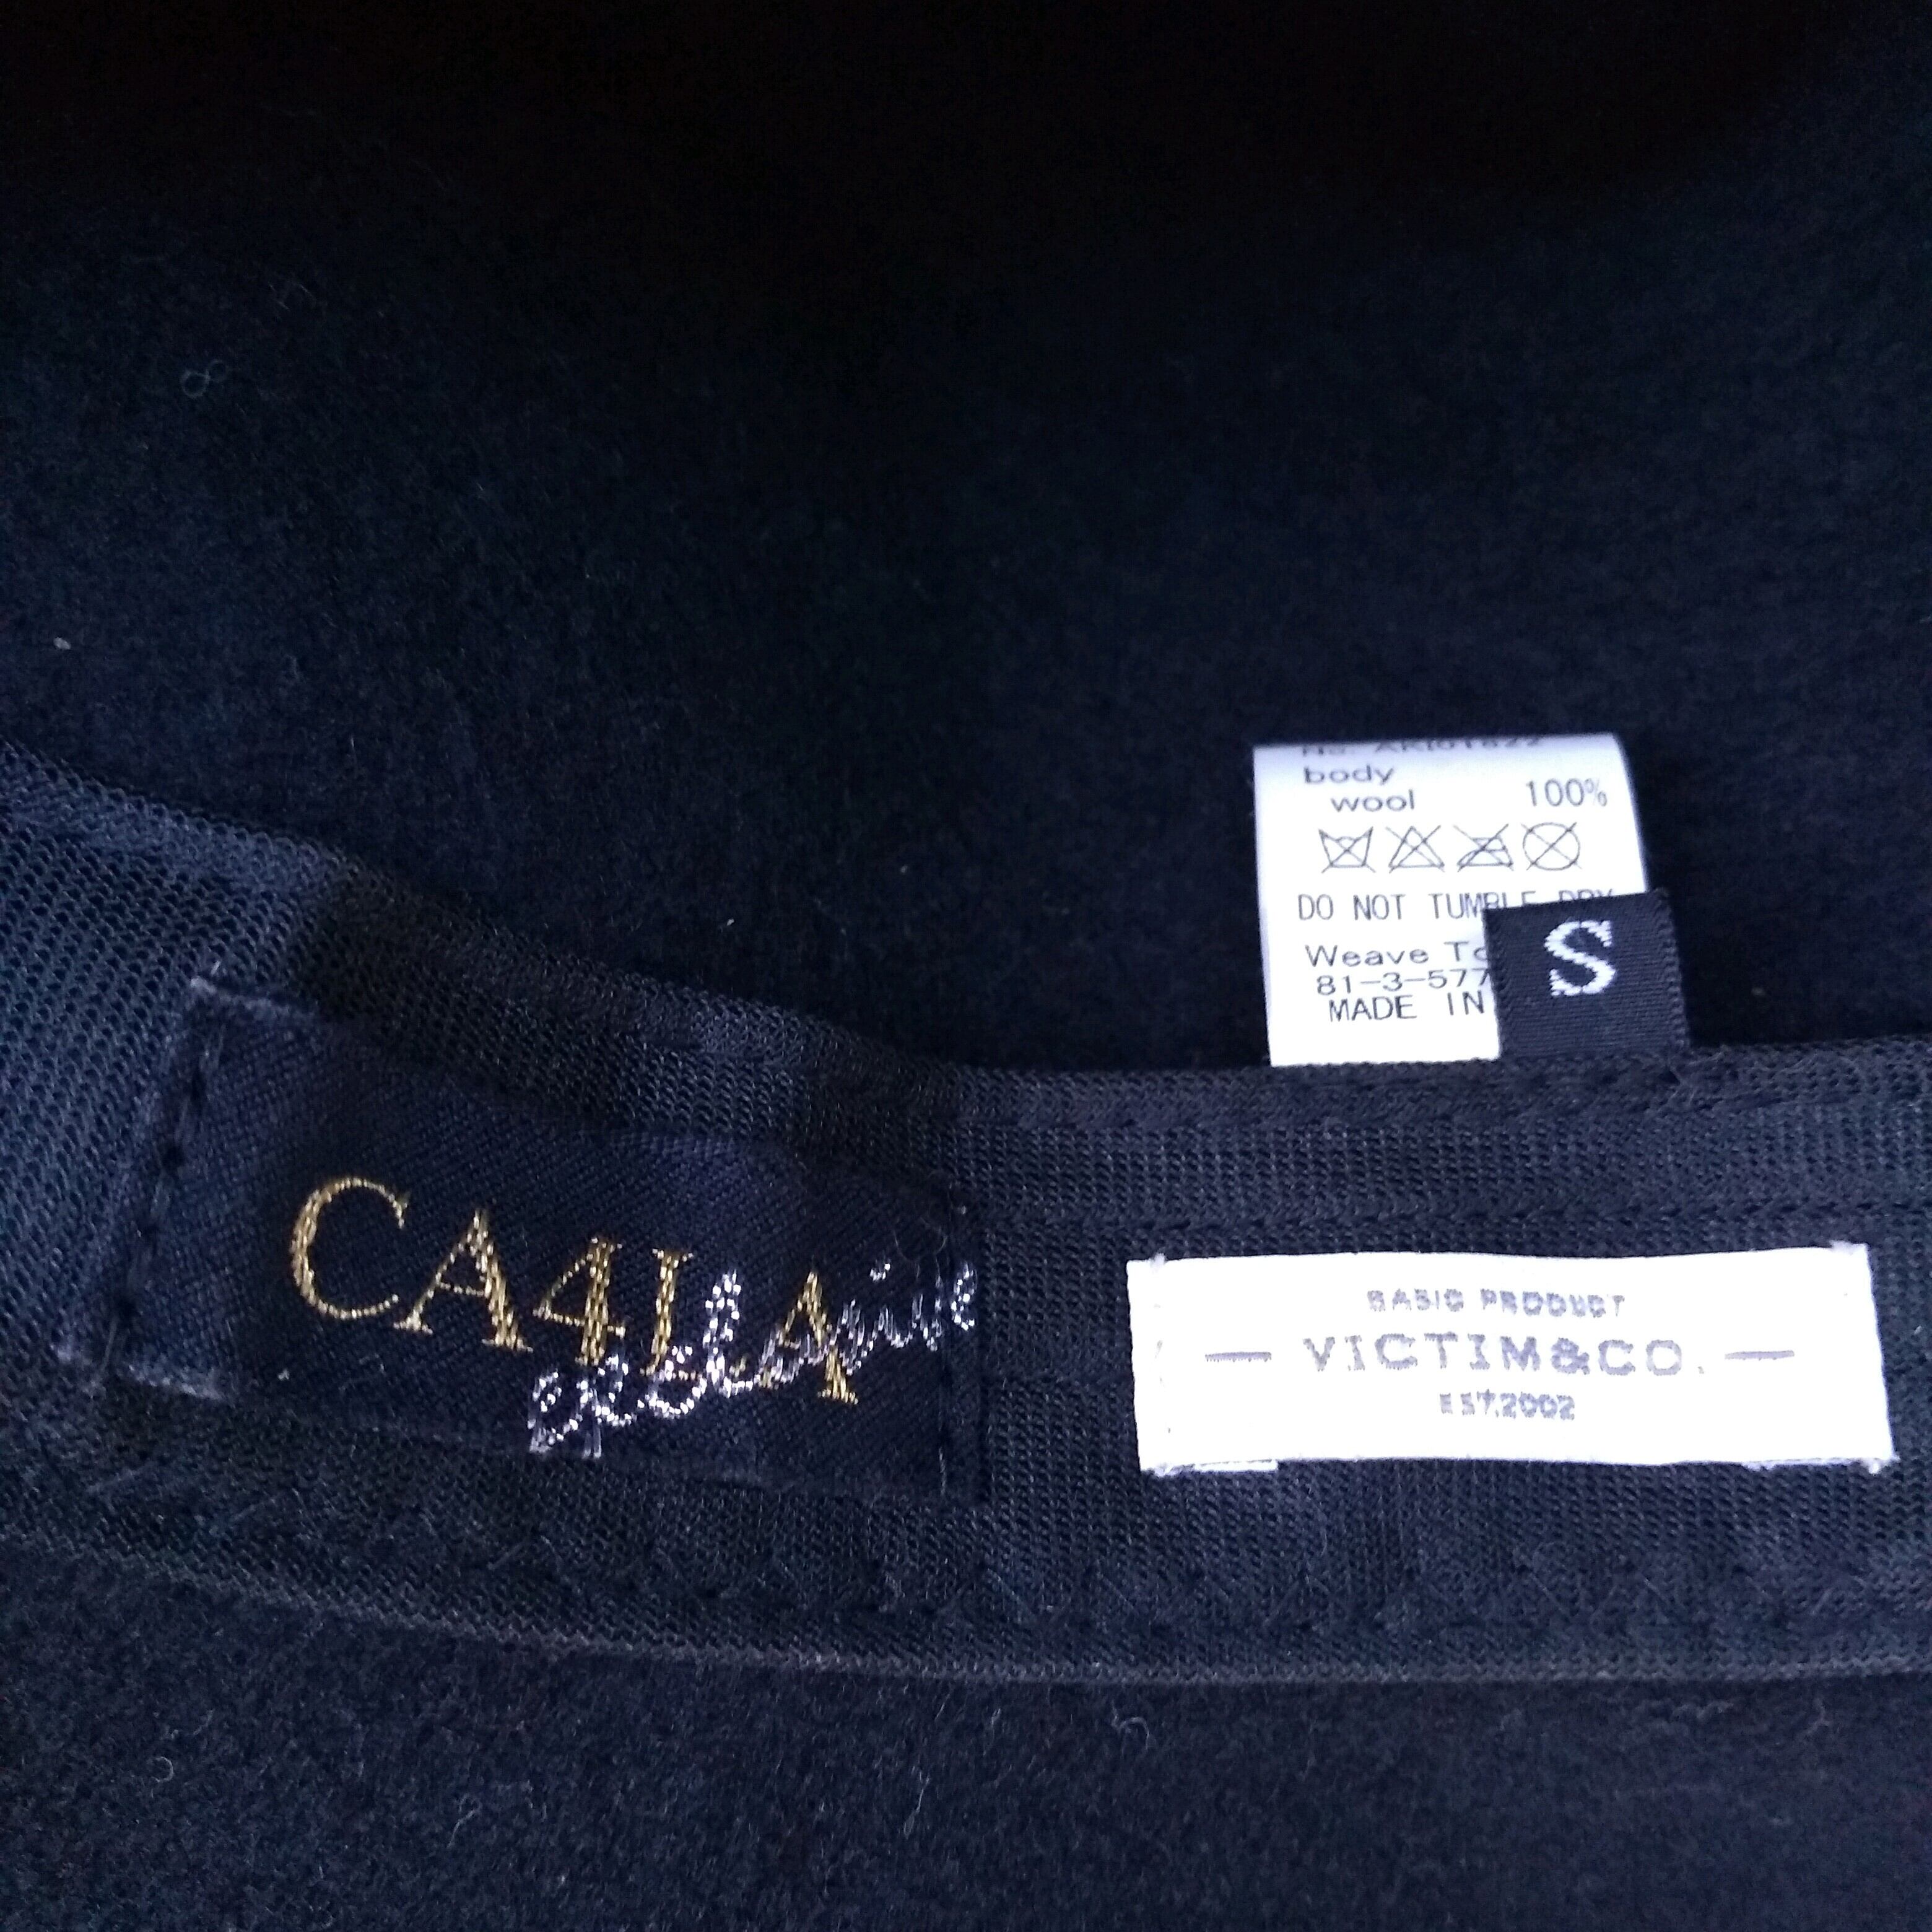 body
wool 100%
DO NOT TUMBLE DRY
Weave
81-3-577
MADE IN
S
CA4LA
exclusive
BASIC PRODUCT
— VICTIM&CO. —
EST.2002